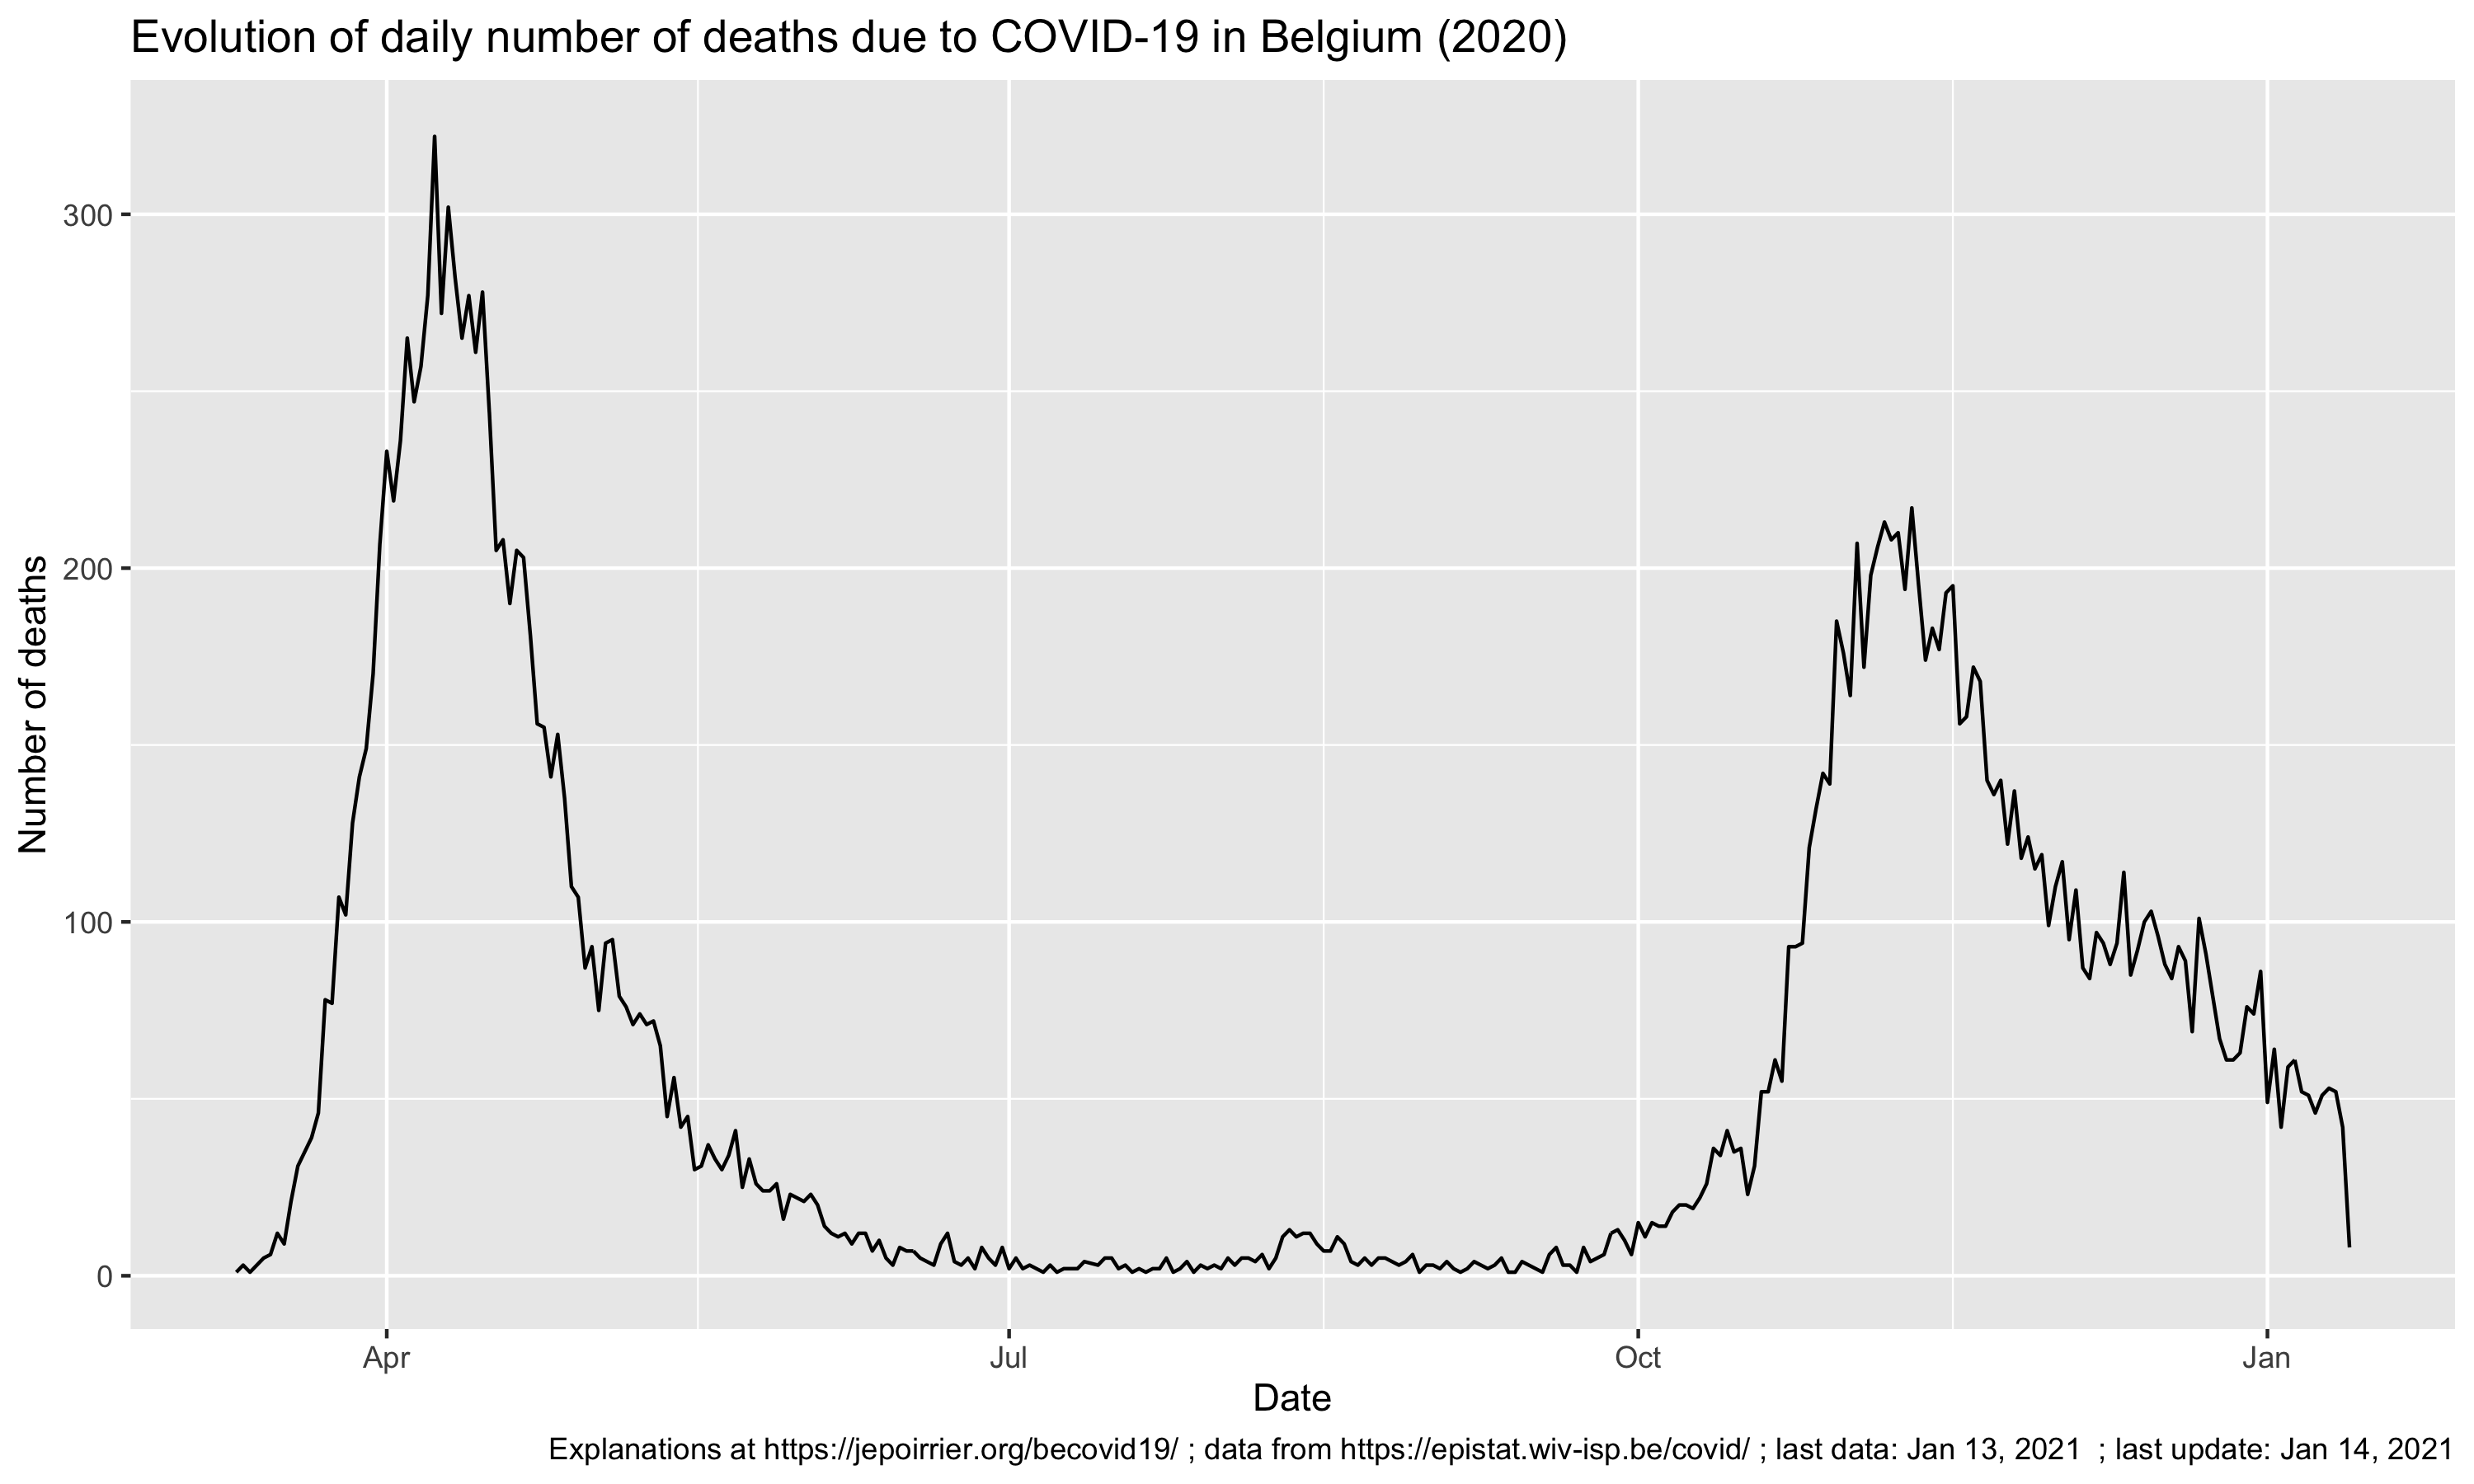 Evolution of daily number of deaths due to COVID-19 in Belgium (2020)
Number of deaths
300
200
100
0
Apr
Jul
Oct
Jan
Date
Explanations at https://jepoirrier.org/becovid19/ ; data from https://epistat.wiv-isp.be/covid/ ; last data: Jan 13, 2021  ; last update: Jan 14, 2021